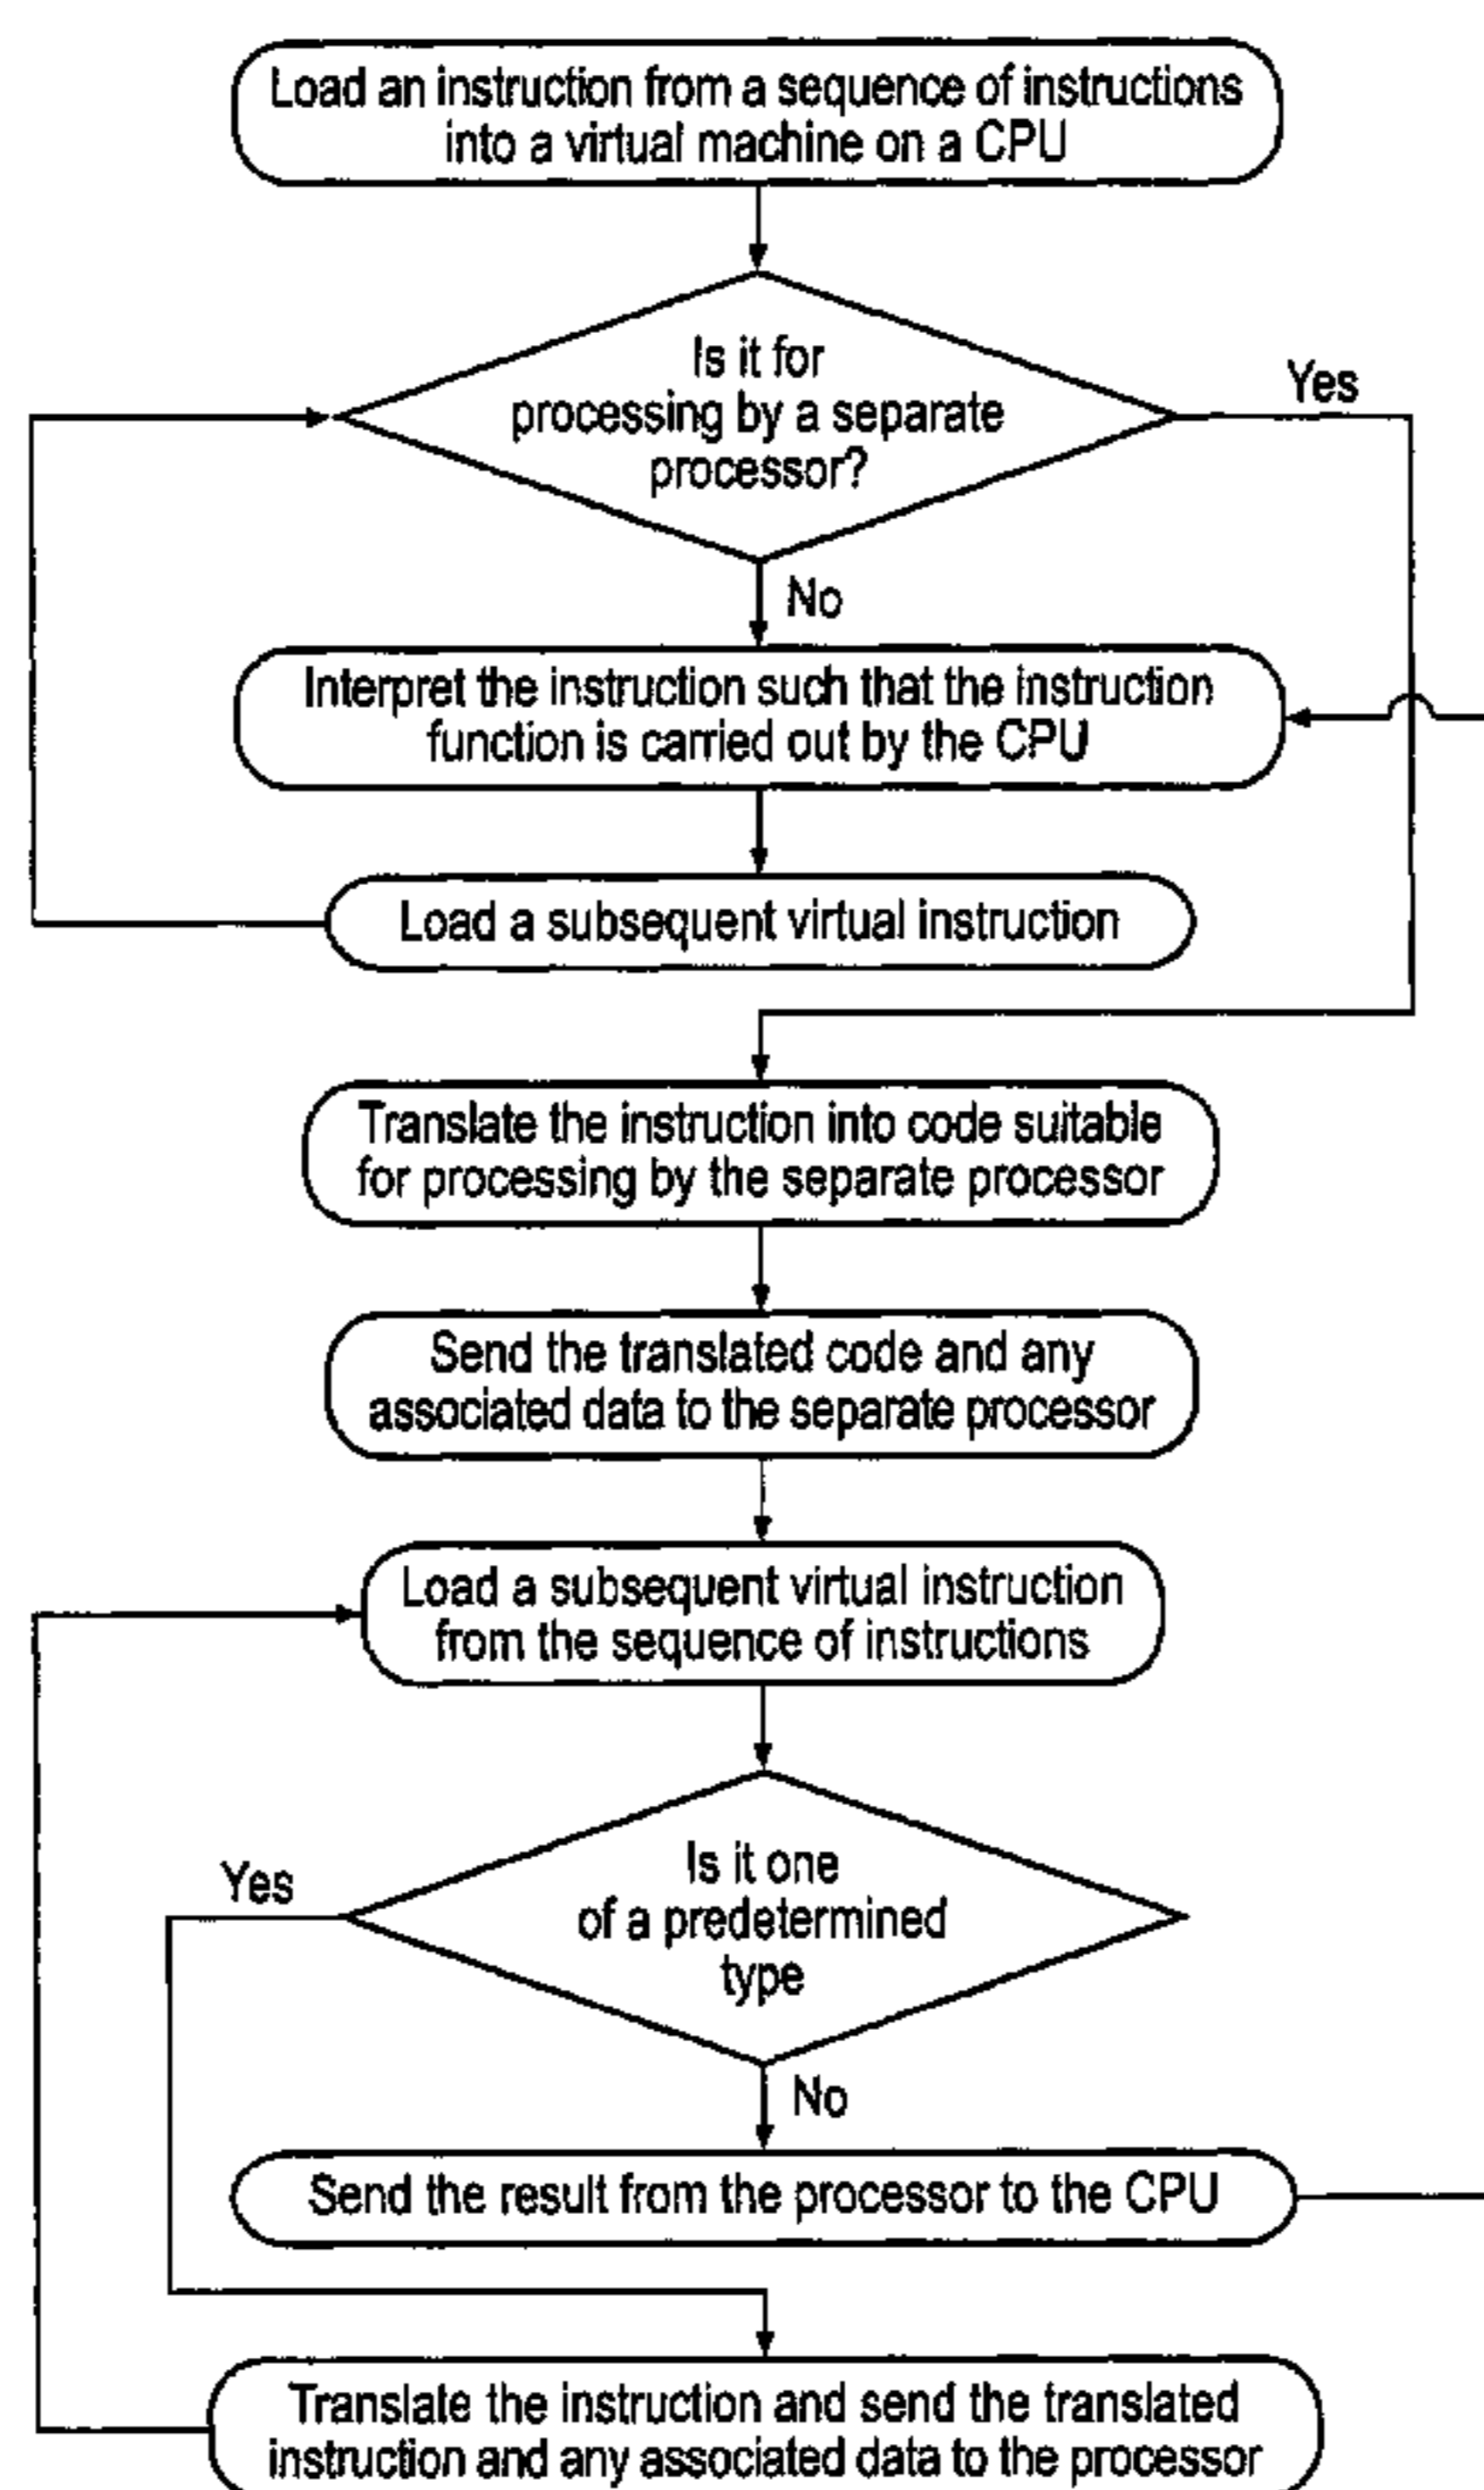 Load an instruction from a sequence of instructions
into a virtual machine on a CPU
Is it for
processing by a separate
processor?
Yes
No
Interpret the instruction such that the instruction
function is carried out by the CPU
Load a subsequent virtual instruction
Translate the instruction into code suitable
for processing by the separate processor
Send the translated code and any
associated data to the separate processor
Load a subsequent virtual instruction
from the sequence of instructions
Is it one
of a predetermined
type
Yes
No
Send the result from the processor to the CPU
Translate the instruction and send the translated
instruction and any associated data to the processor